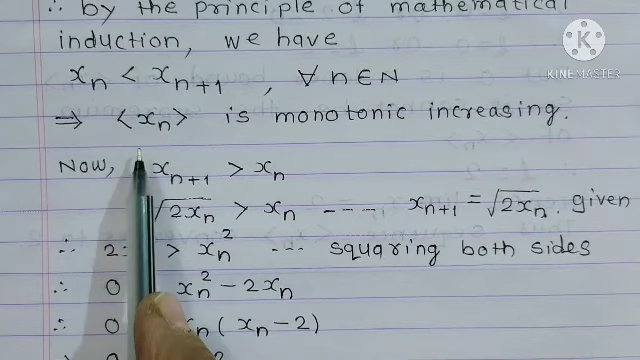 ∴ by the principle of mathematical
induction, we have
xₙ < xₙ₊₁ , ∀ n ∈ N
⇒ <xₙ> is monotonic increasing.
Now, xₙ₊₁ > xₙ
√2xₙ > xₙ ---- xₙ₊₁ = √2xₙ given
∴ 2 > xₙ² --- squaring both sides
∴ 0 xₙ² - 2xₙ
∴ 0 (xₙ - 2)
K
KINEMASTER